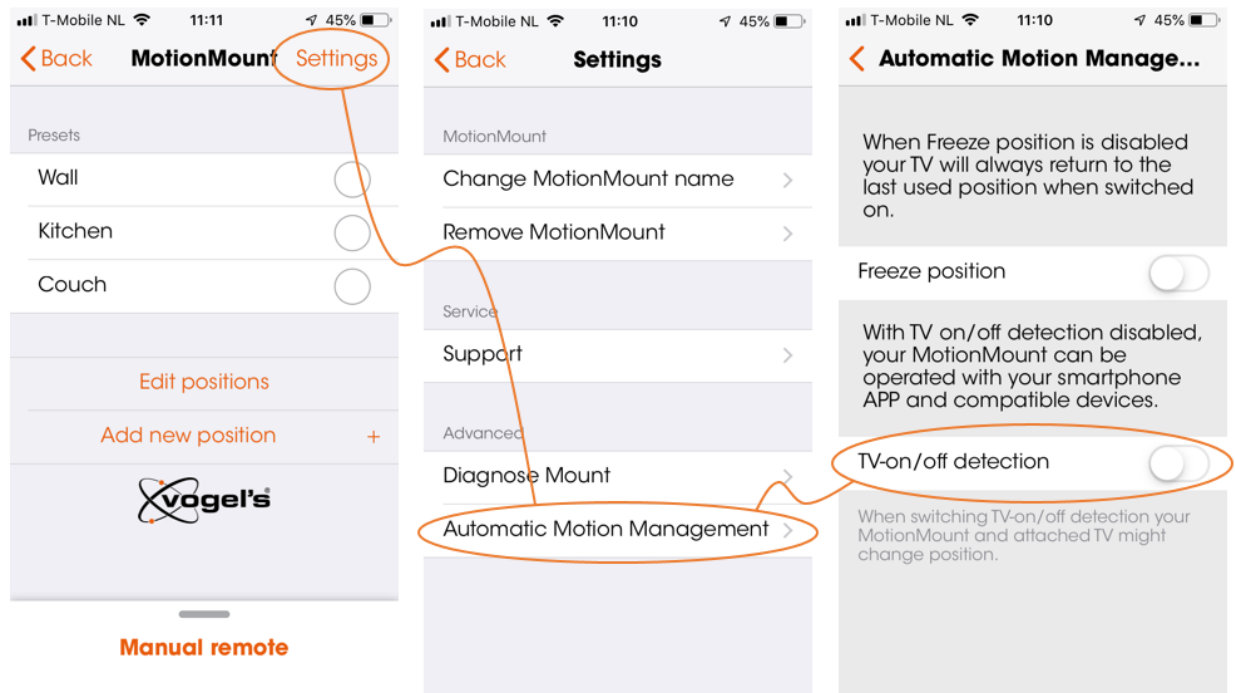 T-Mobile NL 11:11 45%
Back MotionMount Settings
Presets
Wall
Kitchen
Couch
Edit positions
Add new position +
vogel's
Manual remote
T-Mobile NL 11:10 45%
Back Settings
MotionMount
Change MotionMount name
Remove MotionMount
Service
Support
Advanced
Diagnose Mount
Automatic Motion Management
T-Mobile NL 11:10 45%
Automatic Motion Manage...
When Freeze position is disabled
your TV will always return to the
last used position when switched
on.
Freeze position
With TV on/off detection disabled,
your MotionMount can be
operated with your smartphone
APP and compatible devices.
TV-on/off detection
When switching TV-on/off detection your
MotionMount and attached TV might
change position.